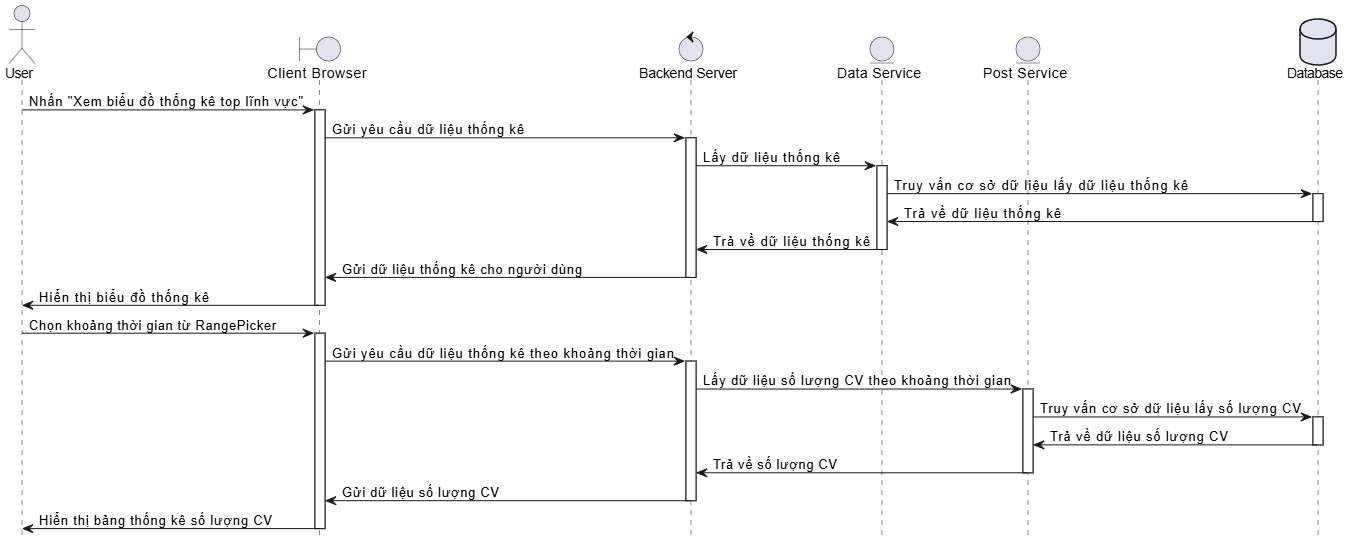 User
Client Browser
Backend Server
Data Service
Post Service
Database
Nhấn "Xem biểu đồ thống kê top lĩnh vực"
Gửi yêu cầu dữ liệu thống kê
Lấy dữ liệu thống kê
Truy vấn cơ sở dữ liệu lấy dữ liệu thống kê
Trả về dữ liệu thống kê
Trả về dữ liệu thống kê
Gửi dữ liệu thống kê cho người dùng
Hiển thị biểu đồ thống kê
Chọn khoảng thời gian từ RangePicker
Gửi yêu cầu dữ liệu thống kê theo khoảng thời gian
Lấy dữ liệu số lượng CV theo khoảng thời gian
Truy vấn cơ sở dữ liệu lấy số lượng CV
Trả về dữ liệu số lượng CV
Trả về số lượng CV
Gửi dữ liệu số lượng CV
Hiển thị bảng thống kê số lượng CV